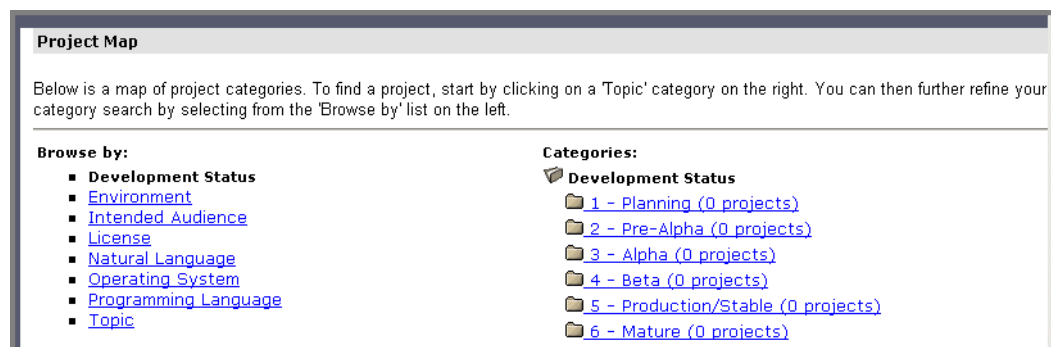 Project Map
Below is a map of project categories. To find a project, start by clicking on a 'Topic' category on the right. You can then further refine your
category search by selecting from the 'Browse by' list on the left.
Browse by:
Development Status
Environment
Intended Audience
License
Natural Language
Operating System
Programming Language
Topic
Categories:
Development Status
1 - Planning (0 projects)
2 - Pre-Alpha (0 projects)
3 - Alpha (0 projects)
4 - Beta (0 projects)
5 - Production/Stable (0 projects)
6 - Mature (0 projects)